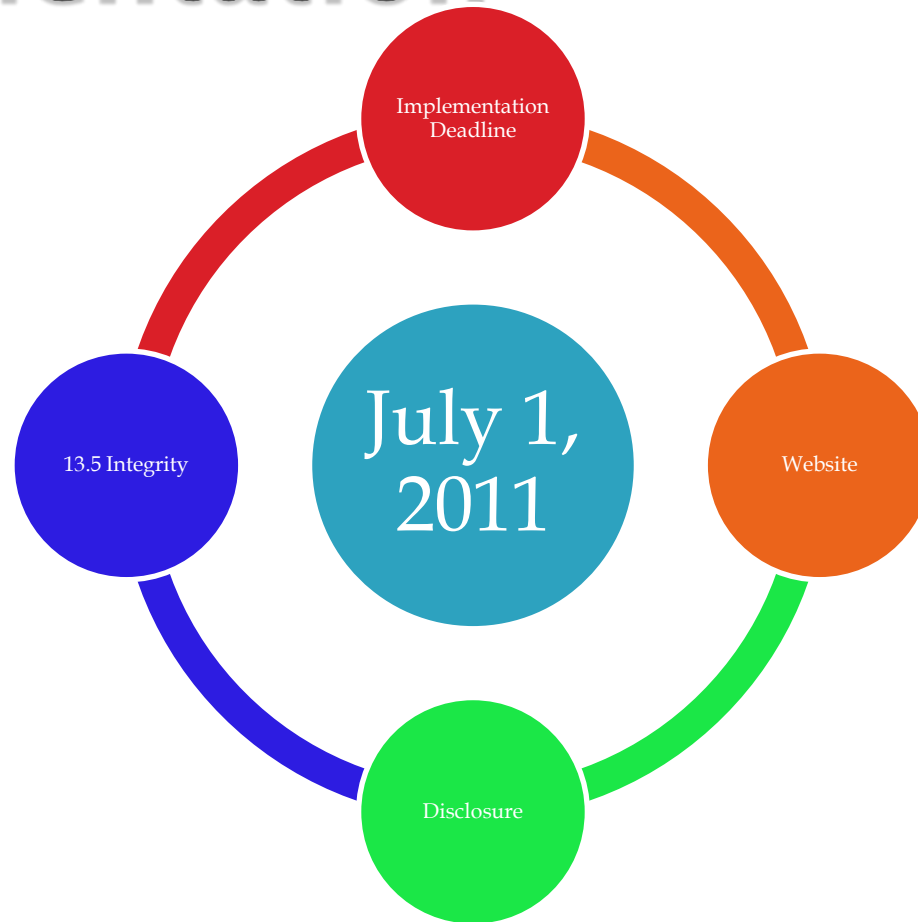 Implementation
Deadline
July 1,
2011
13.5 Integrity
Website
Disclosure